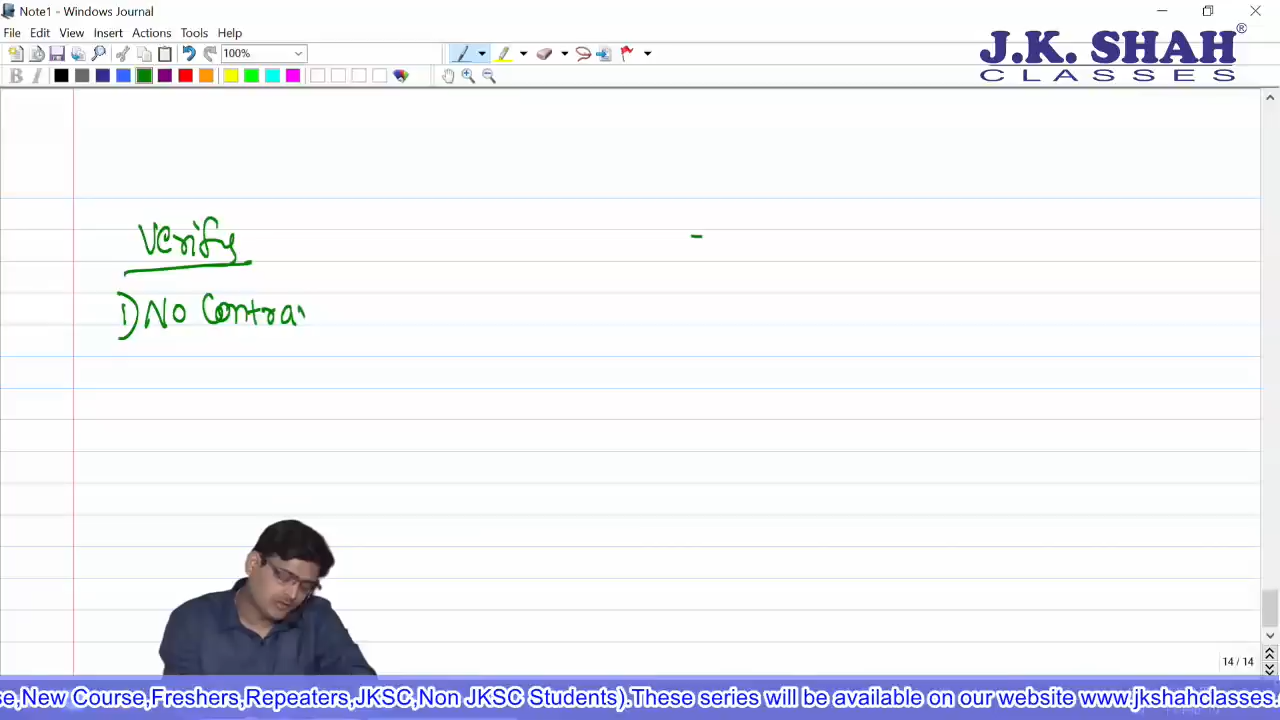 Note1 - Windows Journal
File Edit View Insert Actions Tools Help
100%
J.K. SHAH®
CLASSES
Verify
1) No Contra
14 / 14
se,New Course,Freshers,Repeaters,JKSC,Non JKSC Students).These series will be available on our website www.jkshahclasses.